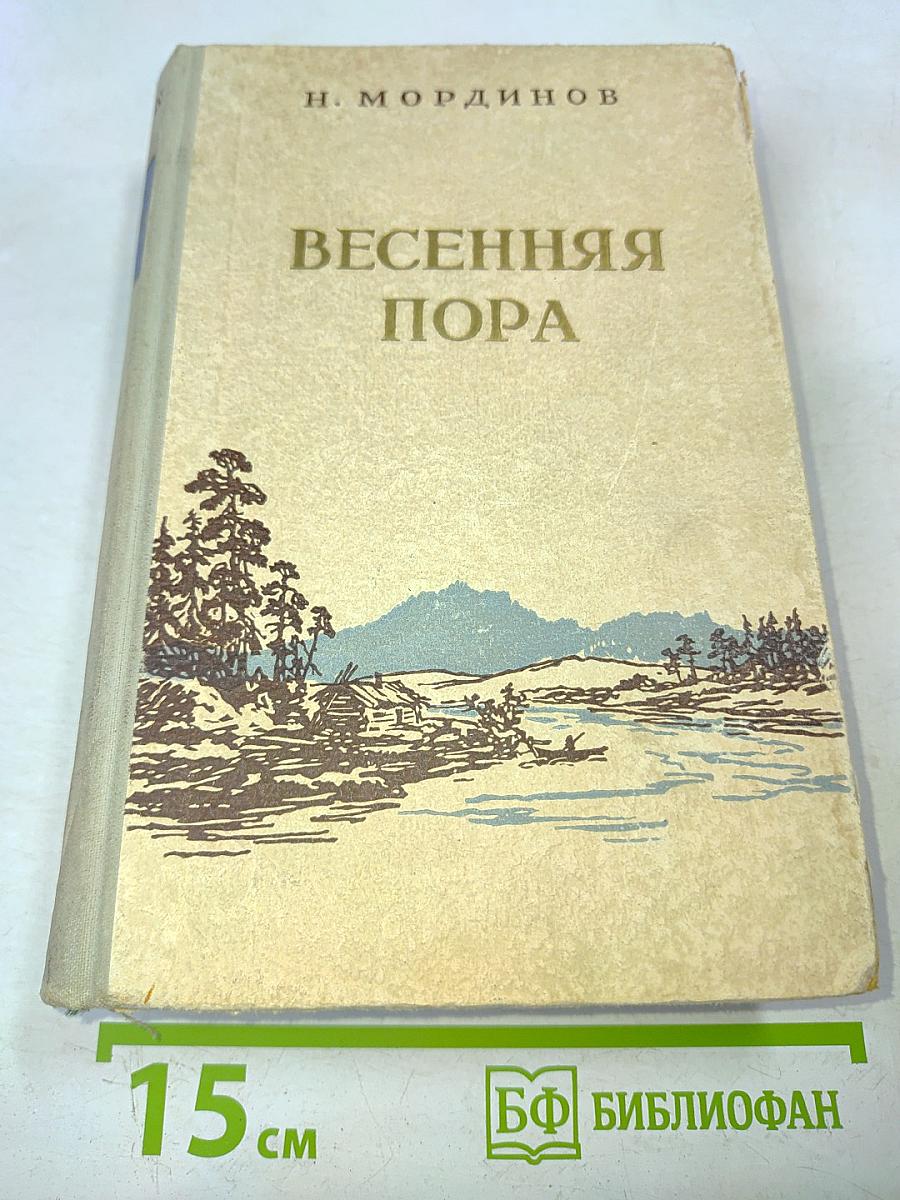 Н. МОРДИНОВ
ВЕСЕННЯЯ
ПОРА
15 см
БФ БИБЛИОФАН